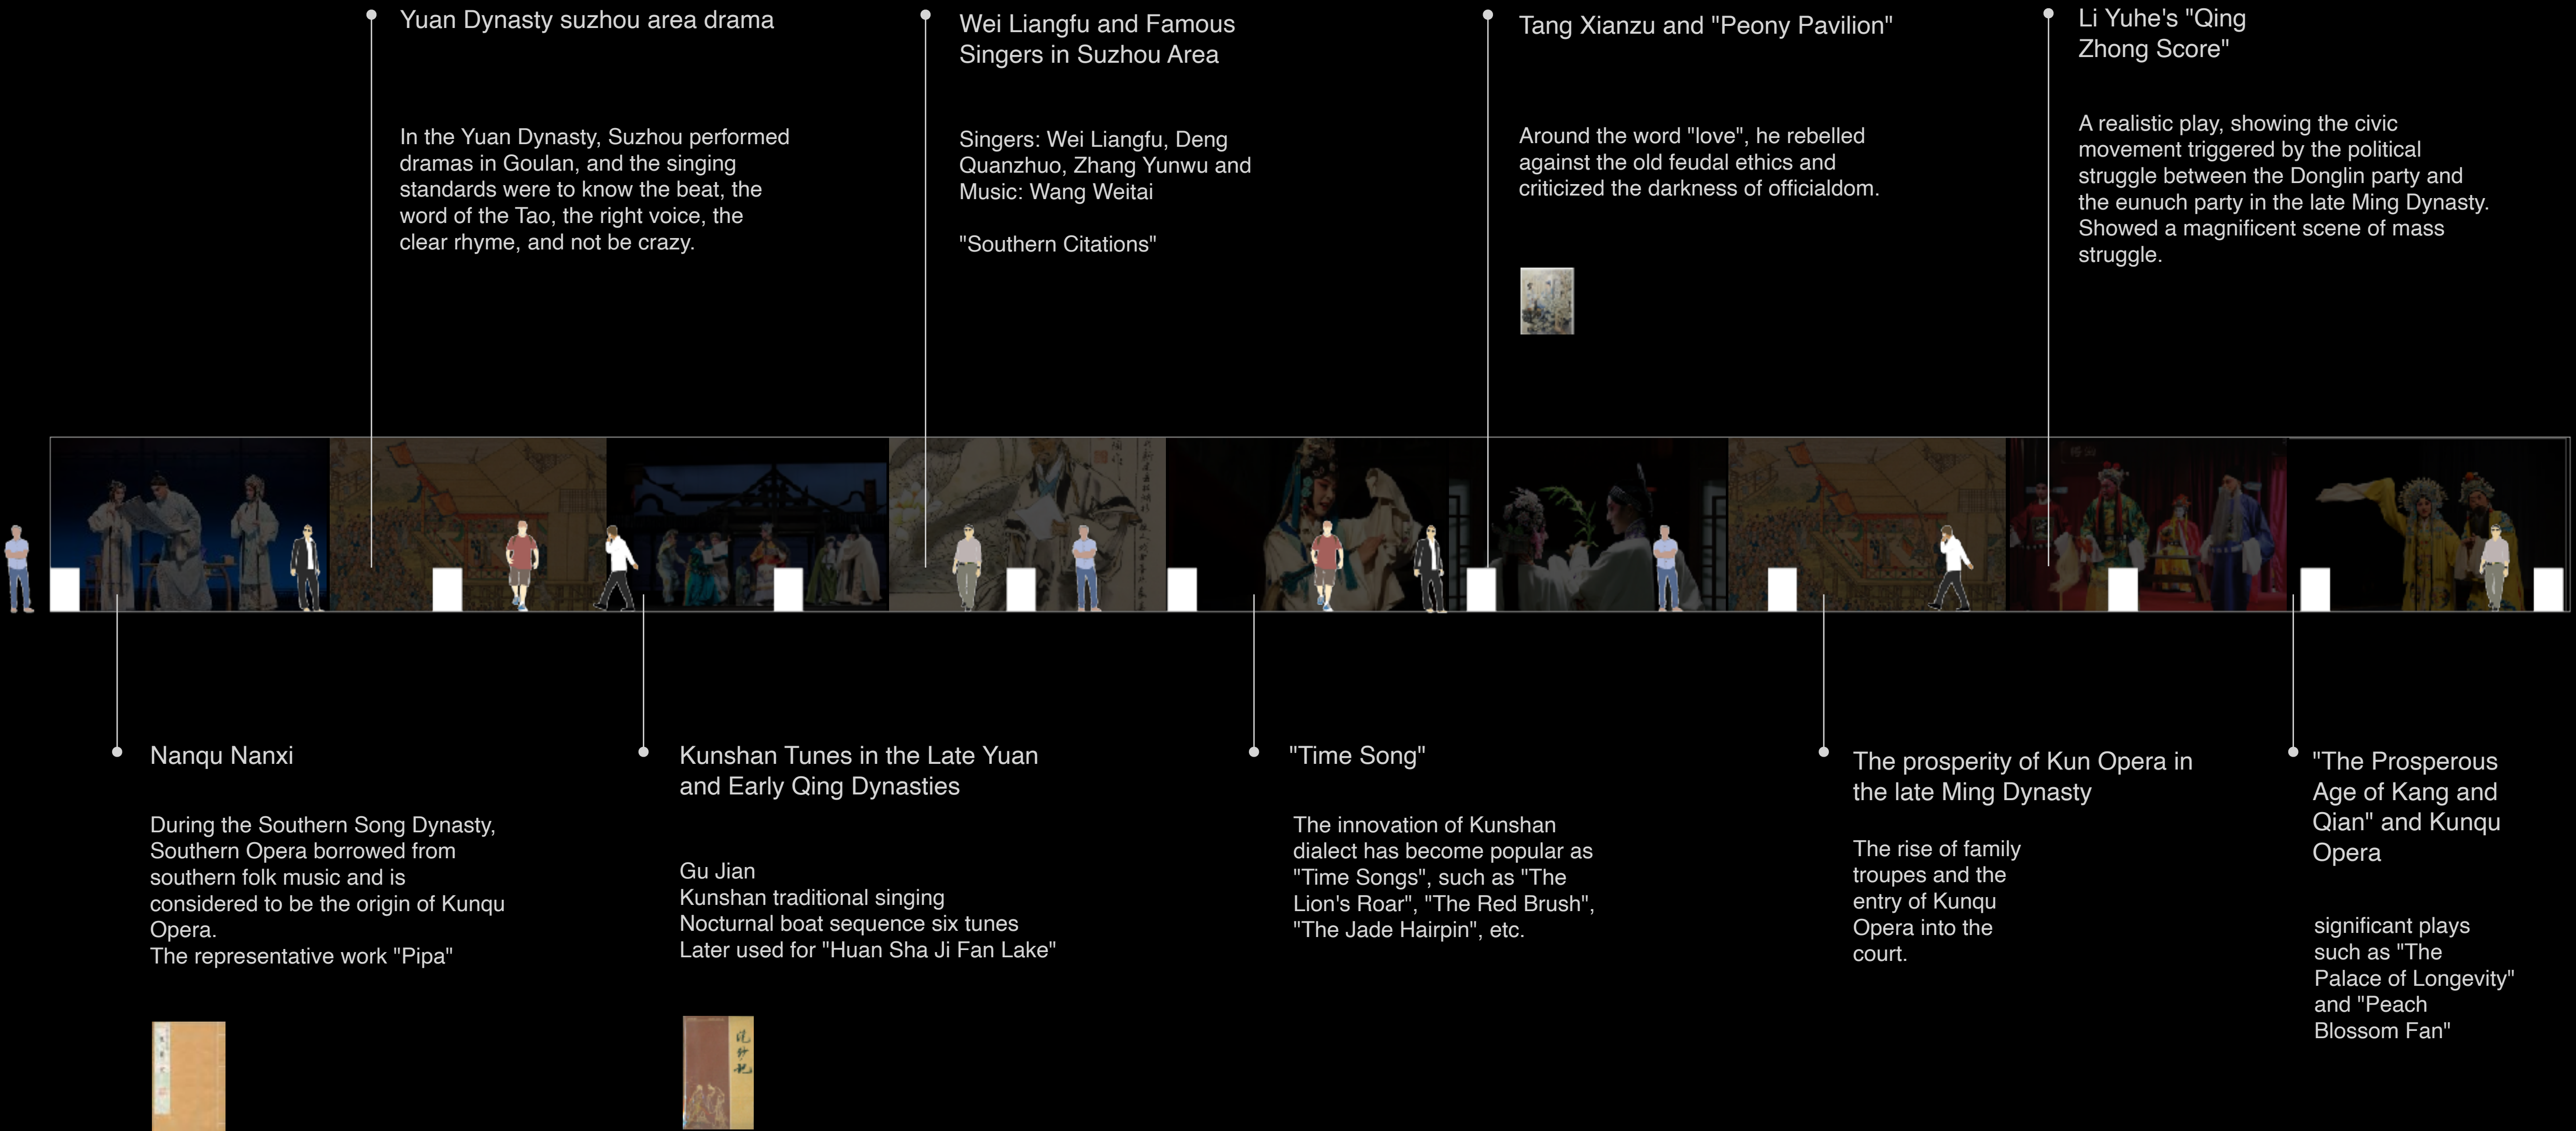 Yuan Dynasty suzhou area drama
In the Yuan Dynasty, Suzhou performed
dramas in Goulan, and the singing
standards were to know the beat, the
word of the Tao, the right voice, the
clear rhyme, and not be crazy.
Wei Liangfu and Famous
Singers in Suzhou Area
Singers: Wei Liangfu, Deng
Quanzhuo, Zhang Yunwu and
Music: Wang Weitai
"Southern Citations"
Tang Xianzu and "Peony Pavilion"
Around the word "love", he rebelled
against the old feudal ethics and
criticized the darkness of officialdom.
Li Yuhe's "Qing
Zhong Score"
A realistic play, showing the civic
movement triggered by the political
struggle between the Donglin party and
the eunuch party in the late Ming Dynasty.
Showed a magnificent scene of mass
struggle.
Nanqu Nanxi
During the Southern Song Dynasty,
Southern Opera borrowed from
southern folk music and is
considered to be the origin of Kunqu
Opera.
The representative work "Pipa"
Kunshan Tunes in the Late Yuan
and Early Qing Dynasties
Gu Jian
Kunshan traditional singing
Nocturnal boat sequence six tunes
Later used for "Huan Sha Ji Fan Lake"
浣纱记
"Time Song"
The innovation of Kunshan
dialect has become popular as
"Time Songs", such as "The
Lion's Roar", "The Red Brush",
"The Jade Hairpin", etc.
The prosperity of Kun Opera in
the late Ming Dynasty
The rise of family
troupes and the
entry of Kunqu
Opera into the
court.
"The Prosperous
Age of Kang and
Qian" and Kunqu
Opera
significant plays
such as "The
Palace of Longevity"
and "Peach
Blossom Fan"